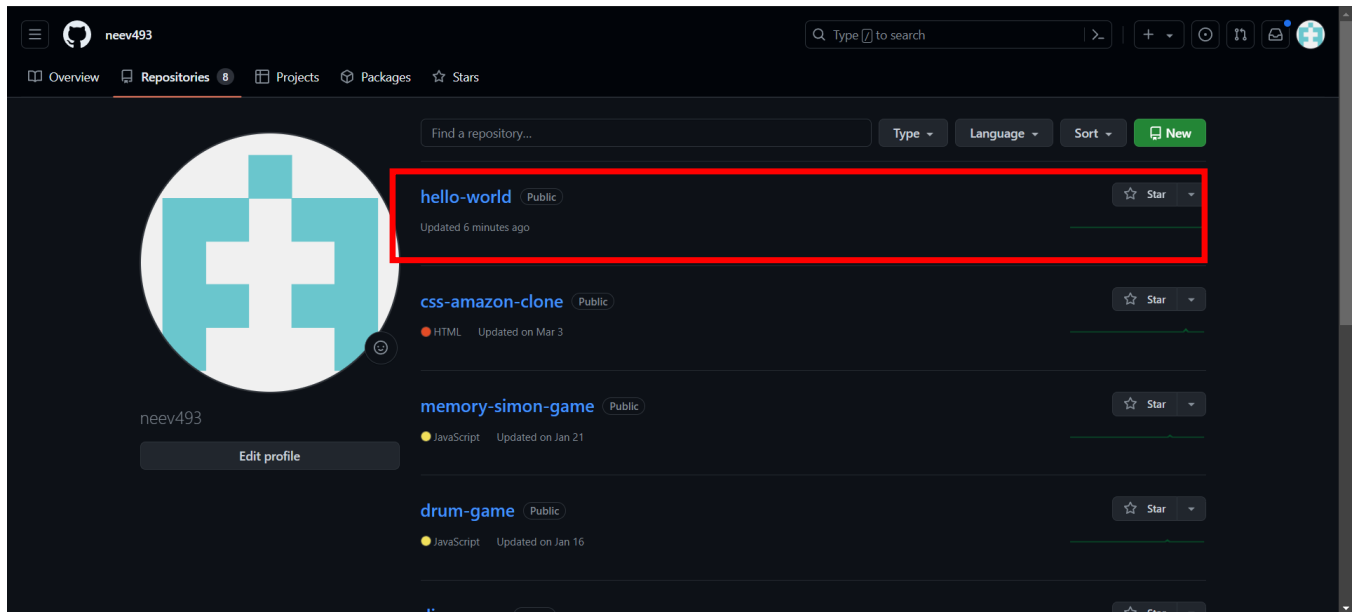 neev493
Type / to search
Overview
Repositories 8
Projects
Packages
Stars
Find a repository...
Type
Language
Sort
New
hello-world Public
Star
Updated 6 minutes ago
css-amazon-clone Public
Star
HTML Updated on Mar 3
memory-simon-game Public
Star
JavaScript Updated on Jan 21
neev493
Edit profile
drum-game Public
Star
JavaScript Updated on Jan 16